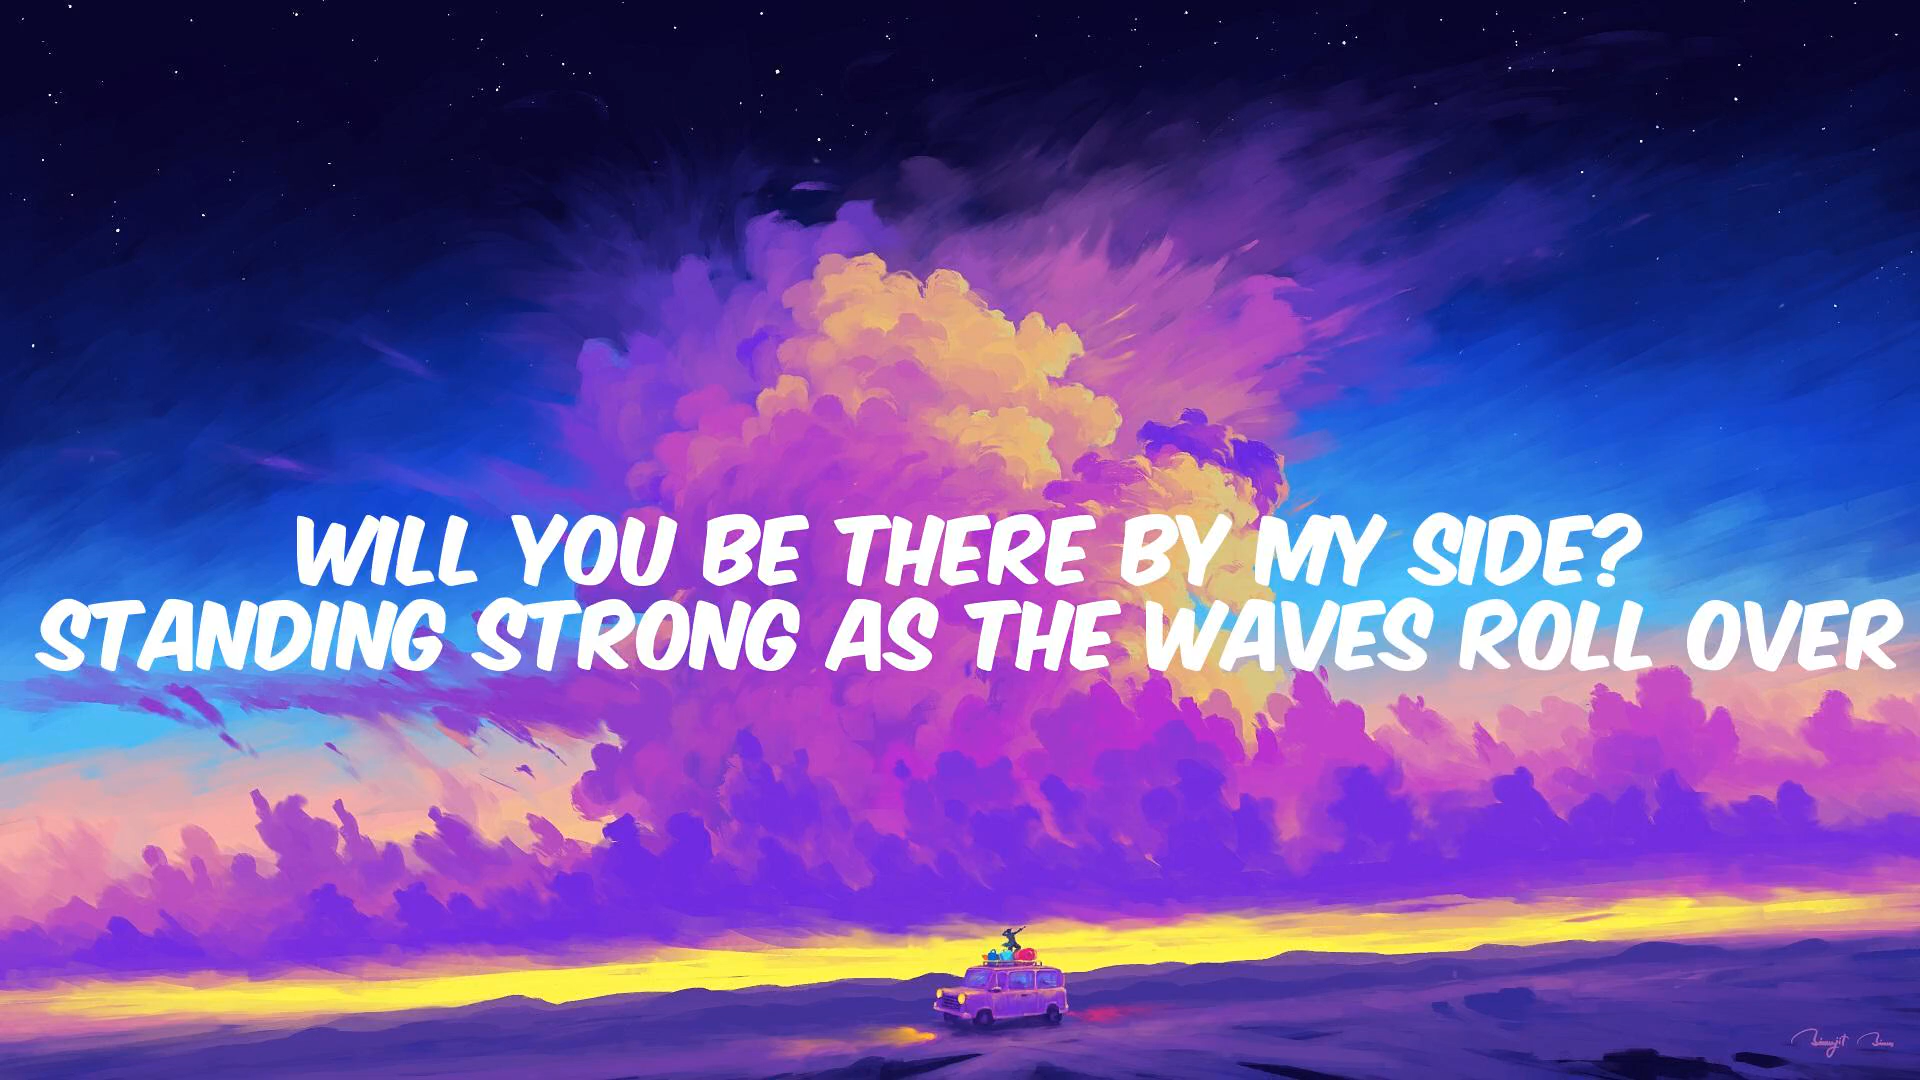 WILL YOU BE THERE BY MY SIDE?
STANDING STRONG AS THE WAVES ROLL OVER